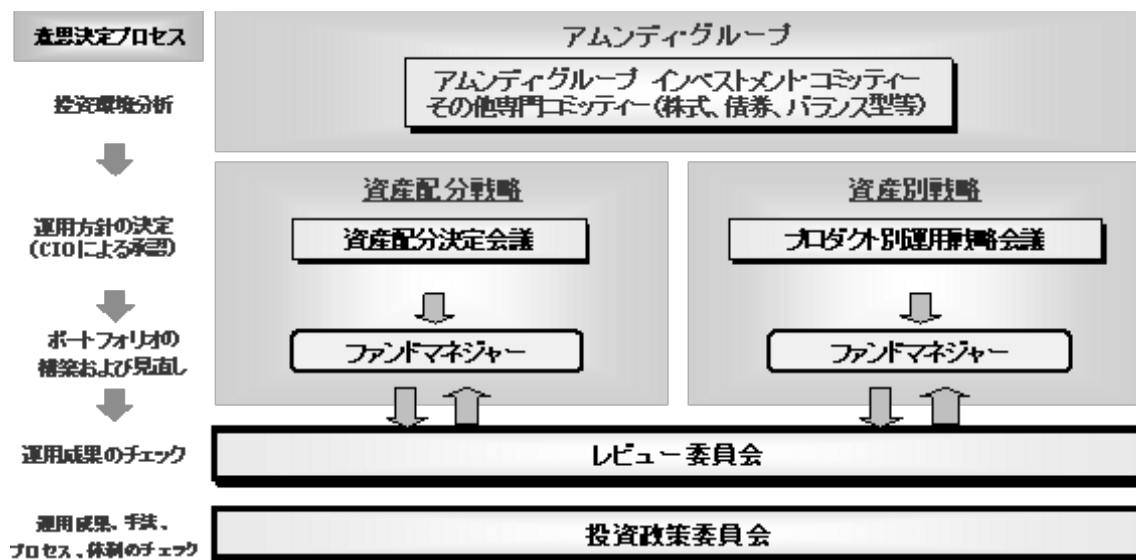 意思決定プロセス
アムンディ・グループ
アムンディ・グループ インベストメント・コミッティー
その他専門コミッティー(株式、債券、バランス型等)
投資環境分析
資産配分戦略
資産別戦略
運用方針の決定
(CIOによる承認)
資産配分決定会議
プロダクト別運用戦略会議
ポートフォリオの
構築および見直し
ファンドマネジャー
ファンドマネジャー
運用成果のチェック
レビュー委員会
運用成果、手法、
プロセス、体制のチェック
投資政策委員会